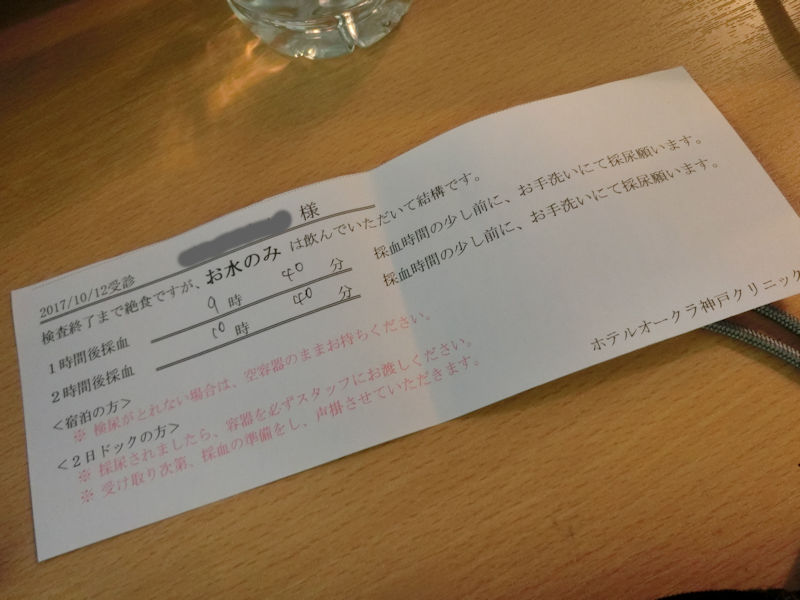 様
2017/10/12受診
検査終了まで絶食ですが、お水のみ は飲んでいただいて結構です。
1時間後採血 9時 40分 採血時間の少し前に、お手洗いにて採尿願います。
2時間後採血 10時 40分 採血時間の少し前に、お手洗いにて採尿願います。
<宿泊の方>
※ 検尿がとれない場合は、空容器のままお持ちください。
<2日ドックの方>
※ 採尿されましたら、容器を必ずスタッフにお渡しください。
※ 受け取り次第、採血の準備をし、声掛させていただきます。
ホテルオークラ神戸クリニック